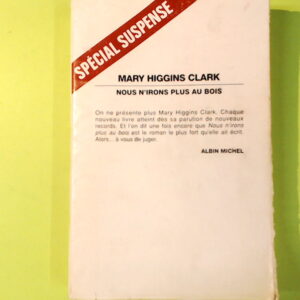 SPÉCIAL SUSPENSE
MARY HIGGINS CLARK
NOUS N'IRONS PLUS AU BOIS
On ne présente plus Mary Higgins Clark. Chaque
nouveau livre atteint dès sa parution de nouveaux
records. Et l'on dit une fois encore que Nous n'irons
plus au bois est le roman le plus fort qu'elle ait écrit.
Alors... à vous de juger.
ALBIN MICHEL